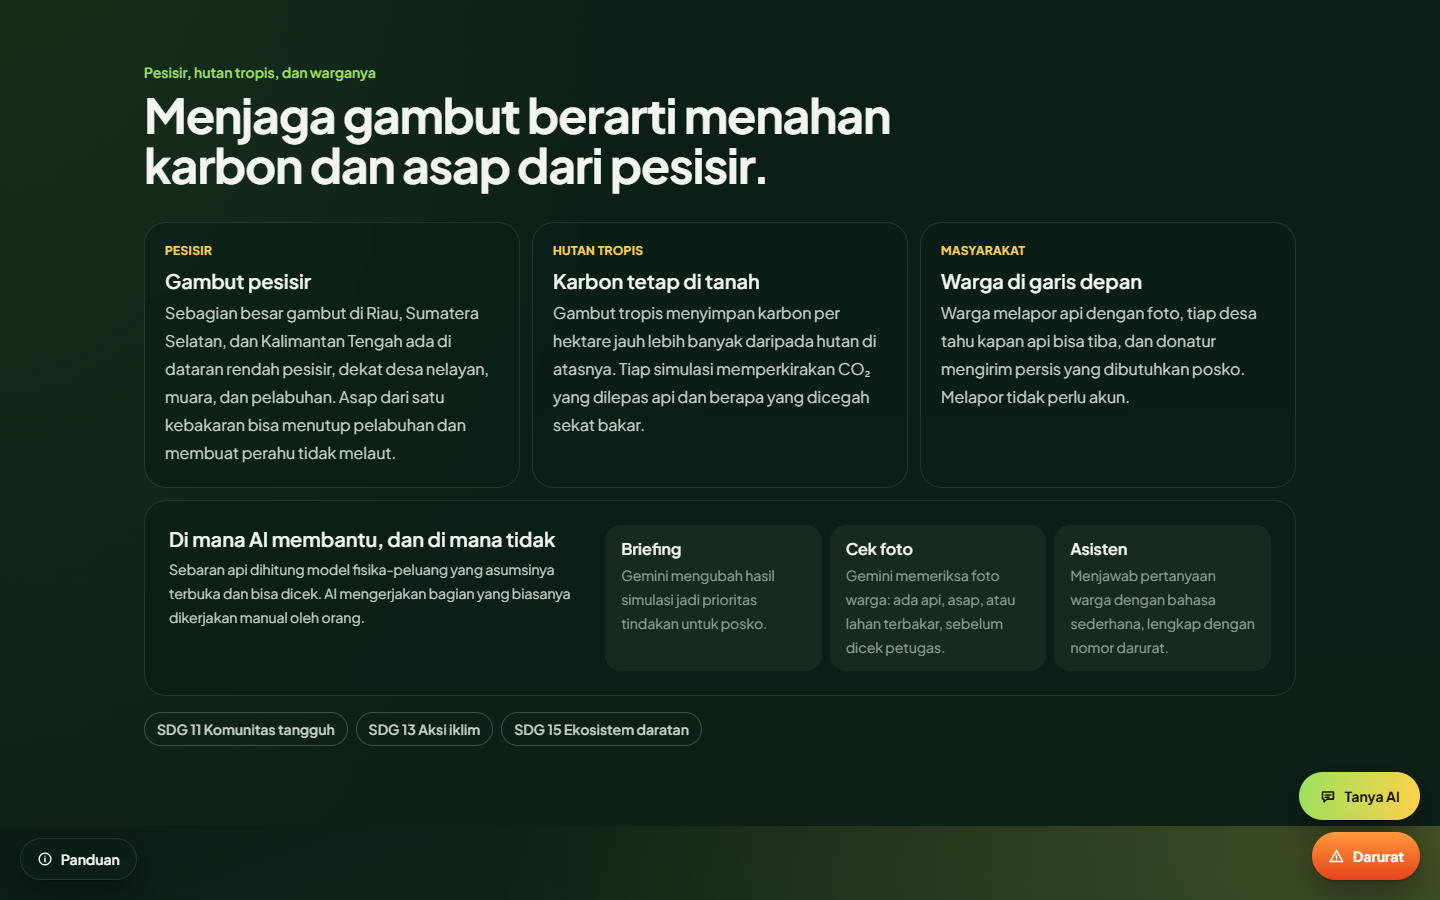 Pesisir, hutan tropis, dan warganya
Menjaga gambut berarti menahan
karbon dan asap dari pesisir.
PESISIR
Gambut pesisir
Sebagian besar gambut di Riau, Sumatera
Selatan, dan Kalimantan Tengah ada di
dataran rendah pesisir, dekat desa nelayan,
muara, dan pelabuhan. Asap dari satu
kebakaran bisa menutup pelabuhan dan
membuat perahu tidak melaut.
HUTAN TROPIS
Karbon tetap di tanah
Gambut tropis menyimpan karbon per
hektare jauh lebih banyak daripada hutan di
atasnya. Tiap simulasi memperkirakan CO₂
yang dilepas api dan berapa yang dicegah
sekat bakar.
MASYARAKAT
Warga di garis depan
Warga melapor api dengan foto, tiap desa
tahu kapan api bisa tiba, dan donatur
mengirim persis yang dibutuhkan posko.
Melapor tidak perlu akun.
Di mana AI membantu, dan di mana tidak
Sebaran api dihitung model fisika-peluang yang asumsinya
terbuka dan bisa dicek. AI mengerjakan bagian yang biasanya
dikerjakan manual oleh orang.
Briefing
Gemini mengubah hasil
simulasi jadi prioritas
tindakan untuk posko.
Cek foto
Gemini memeriksa foto
warga: ada api, asap, atau
lahan terbakar, sebelum
dicek petugas.
Asisten
Menjawab pertanyaan
warga dengan bahasa
sederhana, lengkap dengan
nomor darurat.
SDG 11 Komunitas tangguh
SDG 13 Aksi iklim
SDG 15 Ekosistem daratan
Tanya AI
Panduan
Darurat